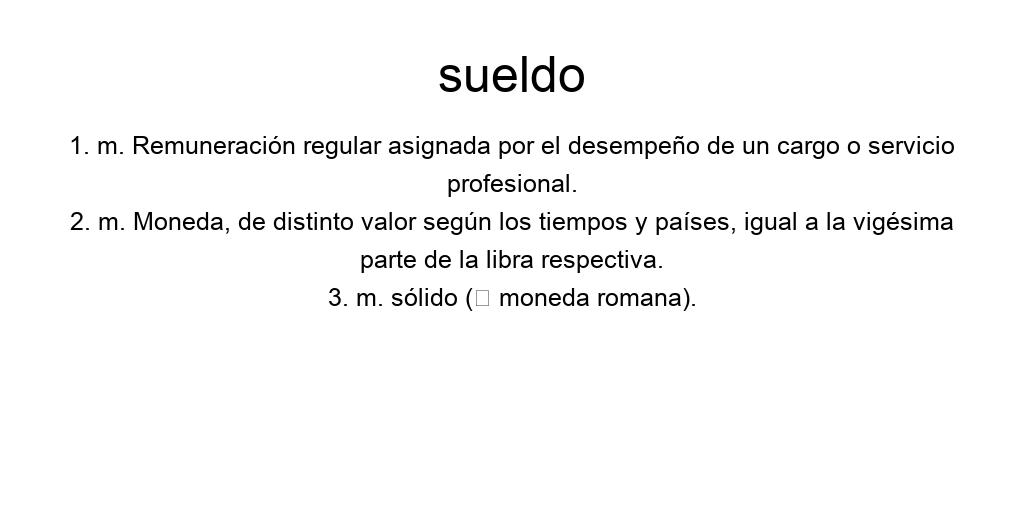 sueldo
1. m. Remuneración regular asignada por el desempeño de un cargo o servicio
profesional.
2. m. Moneda, de distinto valor según los tiempos y países, igual a la vigésima
parte de la libra respectiva.
3. m. sólido (□ moneda romana).